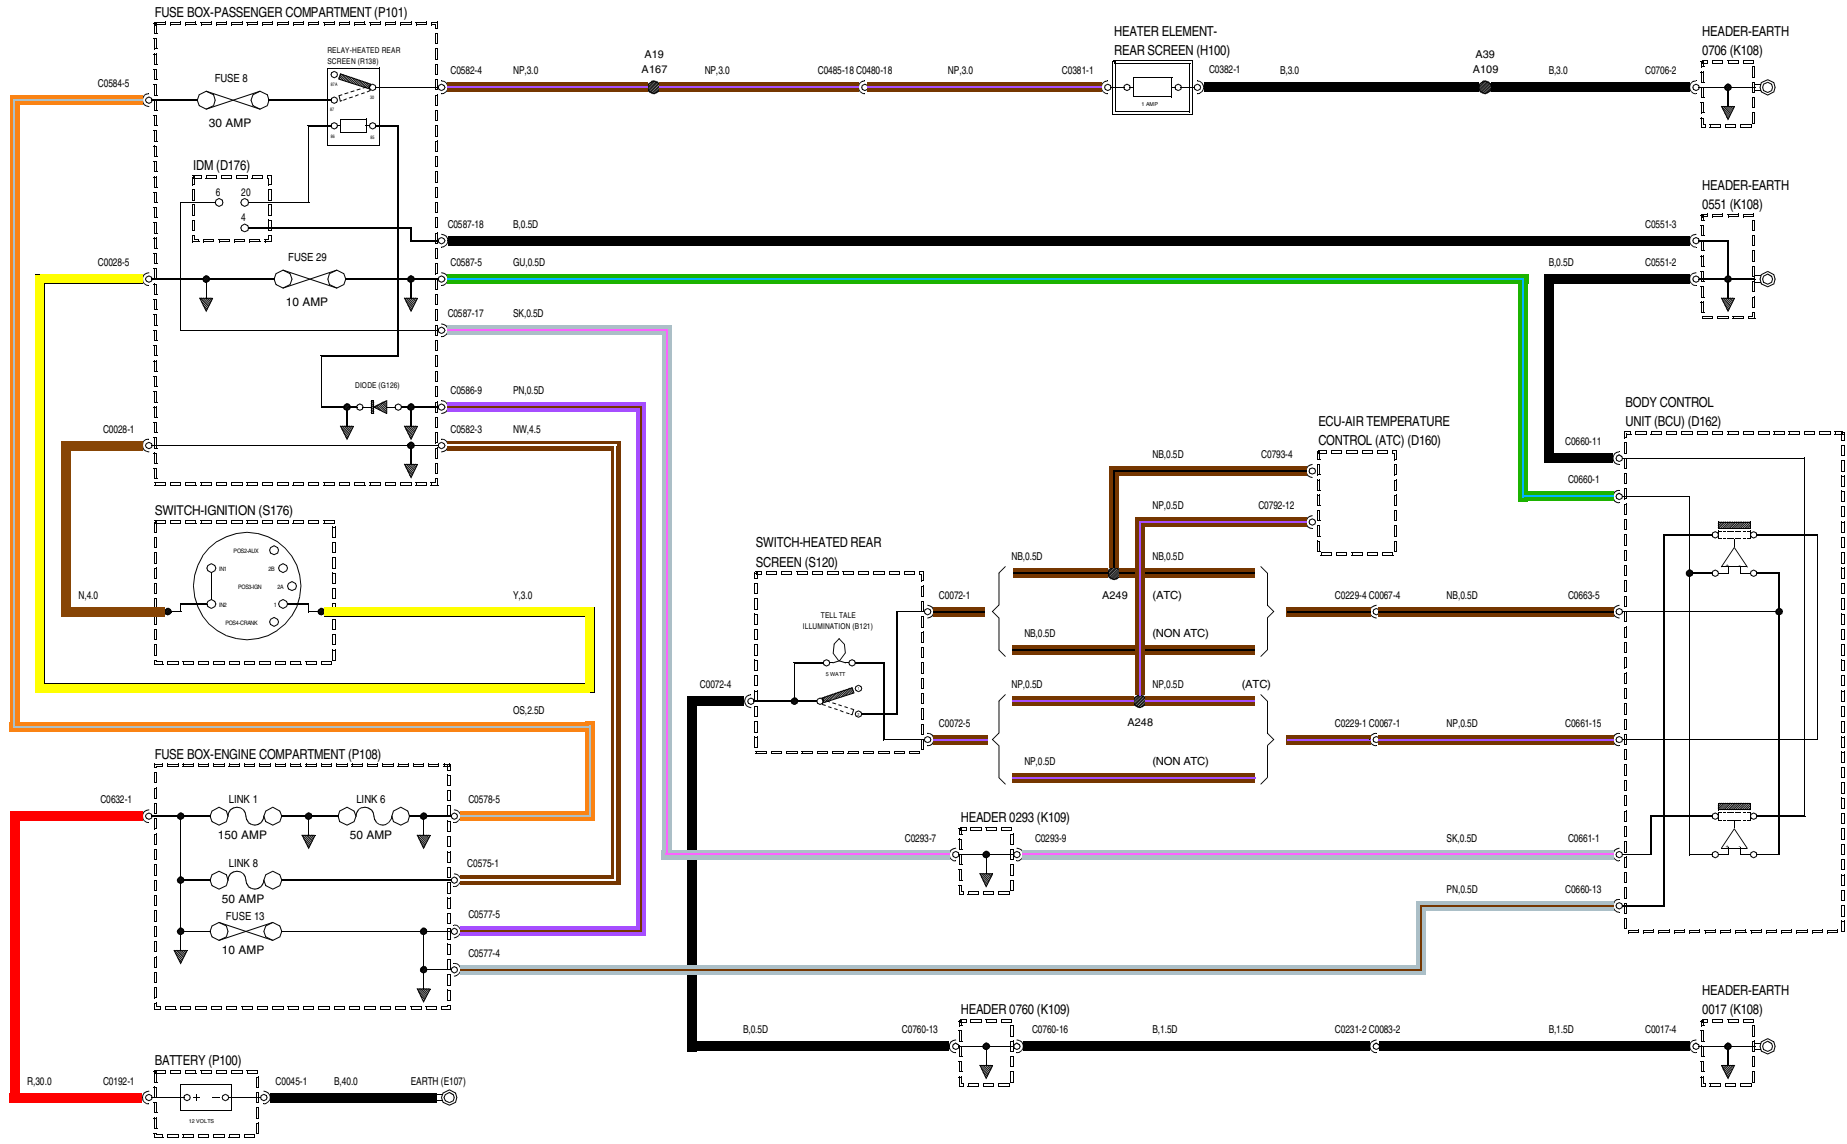 FUSE BOX-PASSENGER COMPARTMENT (P101)
RELAY-HEATED REAR
SCREEN (R138)
87A
30
87
86
85
C0584-5
FUSE 8
30 AMP
IDM (D176)
6
20
4
C0028-5
FUSE 29
10 AMP
DIODE (G126)
C0028-1
C0582-4
NP,3.0
A19
A167
NP,3.0
C0485-18
C0480-18
NP,3.0
C0381-1
HEATER ELEMENT-
REAR SCREEN (H100)
1 AMP
C0382-1
B,3.0
A39
A109
B,3.0
C0706-2
HEADER-EARTH
0706 (K108)
C0587-18
B,0.5D
C0551-3
HEADER-EARTH
0551 (K108)
C0587-5
GU,0.5D
B,0.5D
C0551-2
C0587-17
SK,0.5D
C0586-9
PN,0.5D
C0582-3
NW,4.5
SWITCH-IGNITION (S176)
POS2-AUX
IN1
2B
POS3-IGN
2A
IN2
1
POS4-CRANK
N,4.0
Y,3.0
OS,2.5D
ECU-AIR TEMPERATURE
CONTROL (ATC) (D160)
NB,0.5D
C0793-4
NP,0.5D
C0792-12
BODY CONTROL
UNIT (BCU) (D162)
C0660-11
C0660-1
SWITCH-HEATED REAR
SCREEN (S120)
TELL TALE
ILLUMINATION (B121)
5 WATT
C0072-4
C0072-1
NB,0.5D
NB,0.5D
A249
(ATC)
NB,0.5D
(NON ATC)
C0229-4
C0067-4
NB,0.5D
C0663-5
NP,0.5D
NP,0.5D
(ATC)
A248
C0072-5
NP,0.5D
(NON ATC)
C0229-1
C0067-1
NP,0.5D
C0661-15
FUSE BOX-ENGINE COMPARTMENT (P108)
C0632-1
LINK 1
150 AMP
LINK 6
50 AMP
C0578-5
LINK 8
50 AMP
C0575-1
FUSE 13
10 AMP
C0577-5
C0577-4
HEADER 0293 (K109)
C0293-7
C0293-9
SK,0.5D
C0661-1
PN,0.5D
C0660-13
HEADER 0760 (K109)
B,0.5D
C0760-13
C0760-16
B,1.5D
C0231-2
C0083-2
B,1.5D
C0017-4
HEADER-EARTH
0017 (K108)
BATTERY (P100)
R,30.0
C0192-1
+
−
12 VOLTS
C0045-1
B,40.0
EARTH (E107)